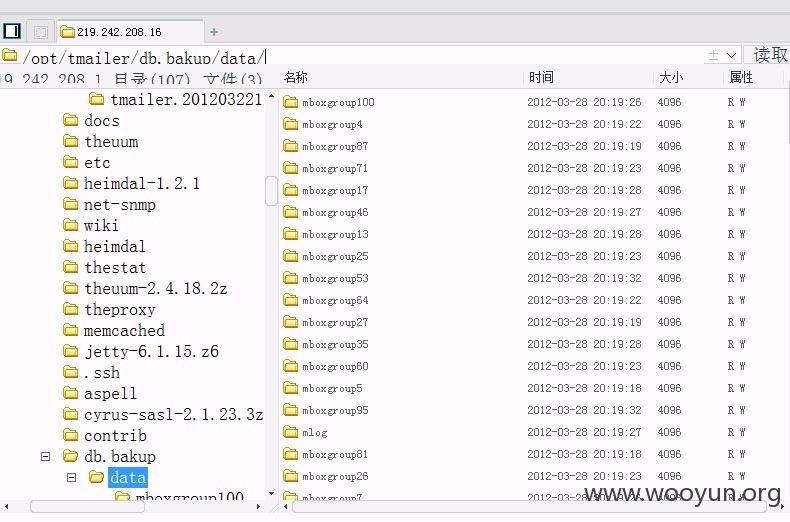 219.242.208.16
/opt/tmailer/db.bakup/data/
读取
目录(107) 文件(3)
tmailer.201203221
docs
theuum
etc
heimdal-1.2.1
net-snmp
wiki
heimdal
thestat
theuum-2.4.18.2z
theproxy
memcached
jetty-6.1.15.z6
.ssh
aspell
cyrus-sasl-2.1.23.3z
contrib
db.bakup
data
mboxgroup100
名称 时间 大小 属性
mboxgroup100 2012-03-28 20:19:26 4096 R W
mboxgroup4 2012-03-28 20:19:22 4096 R W
mboxgroup87 2012-03-28 20:19:19 4096 R W
mboxgroup71 2012-03-28 20:19:23 4096 R W
mboxgroup17 2012-03-28 20:19:28 4096 R W
mboxgroup46 2012-03-28 20:19:27 4096 R W
mboxgroup13 2012-03-28 20:19:28 4096 R W
mboxgroup25 2012-03-28 20:19:23 4096 R W
mboxgroup53 2012-03-28 20:19:32 4096 R W
mboxgroup64 2012-03-28 20:19:22 4096 R W
mboxgroup27 2012-03-28 20:19:19 4096 R W
mboxgroup35 2012-03-28 20:19:28 4096 R W
mboxgroup60 2012-03-28 20:19:23 4096 R W
mboxgroup5 2012-03-28 20:19:18 4096 R W
mboxgroup95 2012-03-28 20:19:32 4096 R W
mlog 2012-03-28 20:19:27 4096 R W
mboxgroup81 2012-03-28 20:19:18 4096 R W
mboxgroup26 2012-03-28 20:19:23 4096 R W
mboxgroup7
www.wooyun.org